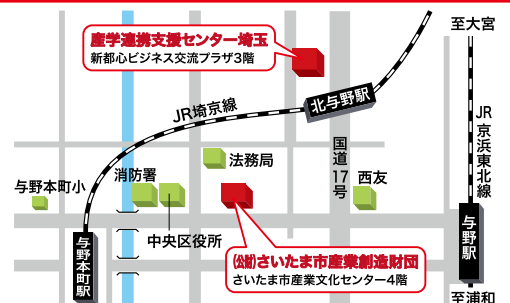 産学連携支援センター埼玉
新都心ビジネス交流プラザ3階
至大宮
北与野駅
JR埼京線
JR京浜東北線
国道17号
法務局
消防署
西友
与野本町小
中央区役所
与野駅
与野本町駅
(公財)さいたま市産業創造財団
さいたま市産業文化センター4階
至浦和